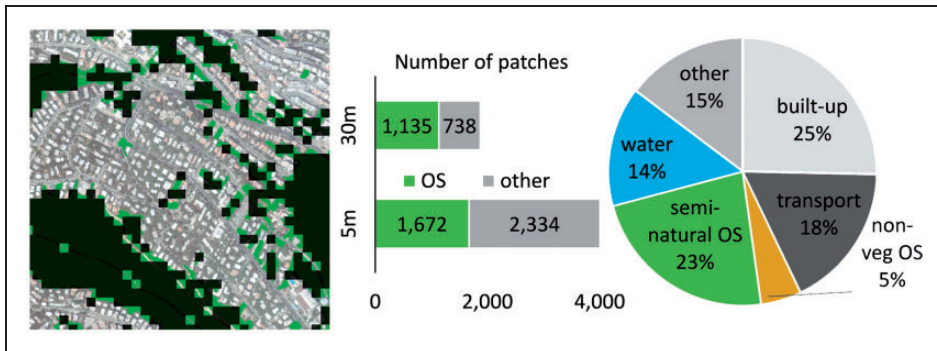 Number of patches
30m
1,135
738
OS
other
5m
1,672
2,334
0
2,000
4,000
other
15%
built-up
25%
water
14%
transport
18%
semi-
natural OS
23%
non-
veg OS
5%